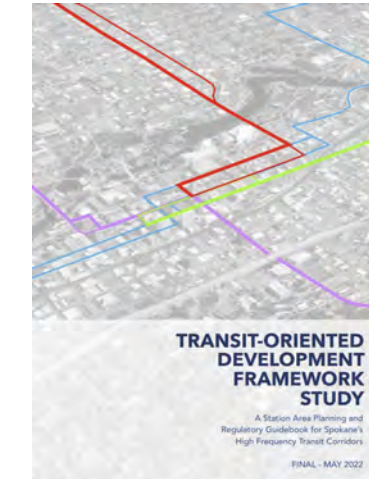 TRANSIT-ORIENTED
DEVELOPMENT
FRAMEWORK
STUDY
A Station Area Planning and
Regulatory Guidebook for Spokane's
High Frequency Transit Corridors
FINAL - MAY 2022